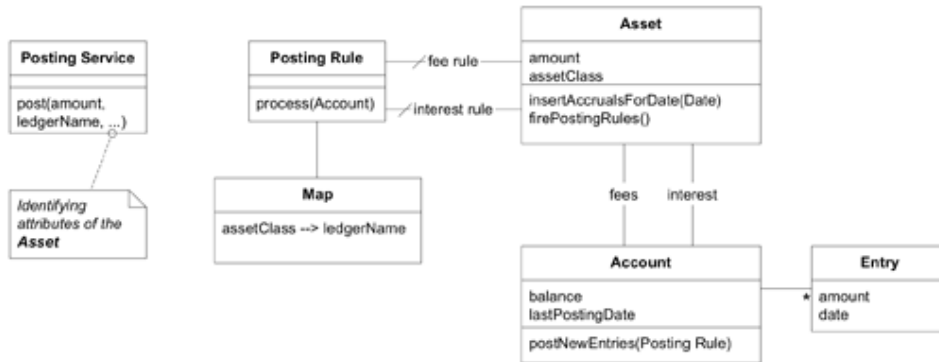 Posting Service
post(amount,
ledgerName, ...)
Identifying
attributes of the
Asset
Posting Rule
process(Account)
fee rule
interest rule
Map
assetClass --> ledgerName
Asset
amount
assetClass
insertAccrualsForDate(Date)
firePostingRules()
fees
interest
Account
balance
lastPostingDate
postNewEntries(Posting Rule)
*
Entry
amount
date